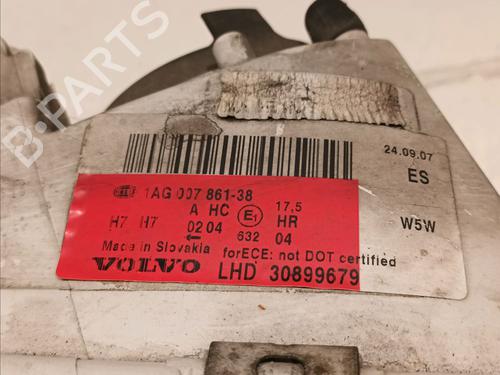 B-PARTS
24.09.07
ES
1AG 007 861-38
17,5
A HC E1 HR
H7 H7 02 04 632 04
W5W
Made in Slovakia forECE: not DOT certified
VOLVO LHD 30899679